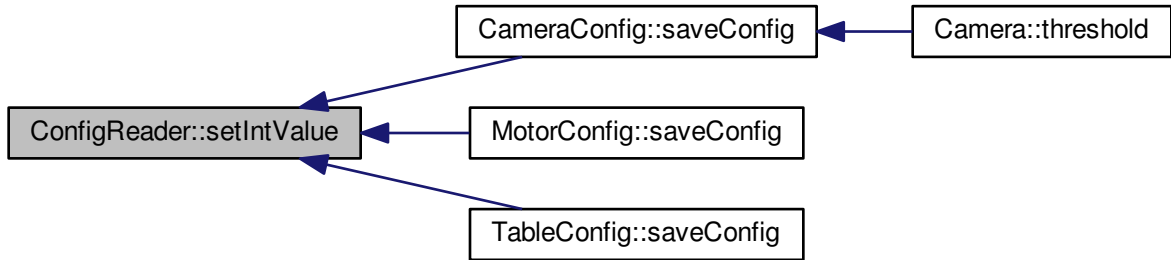 CameraConfig::saveConfig
Camera::threshold
ConfigReader::setIntValue
MotorConfig::saveConfig
TableConfig::saveConfig